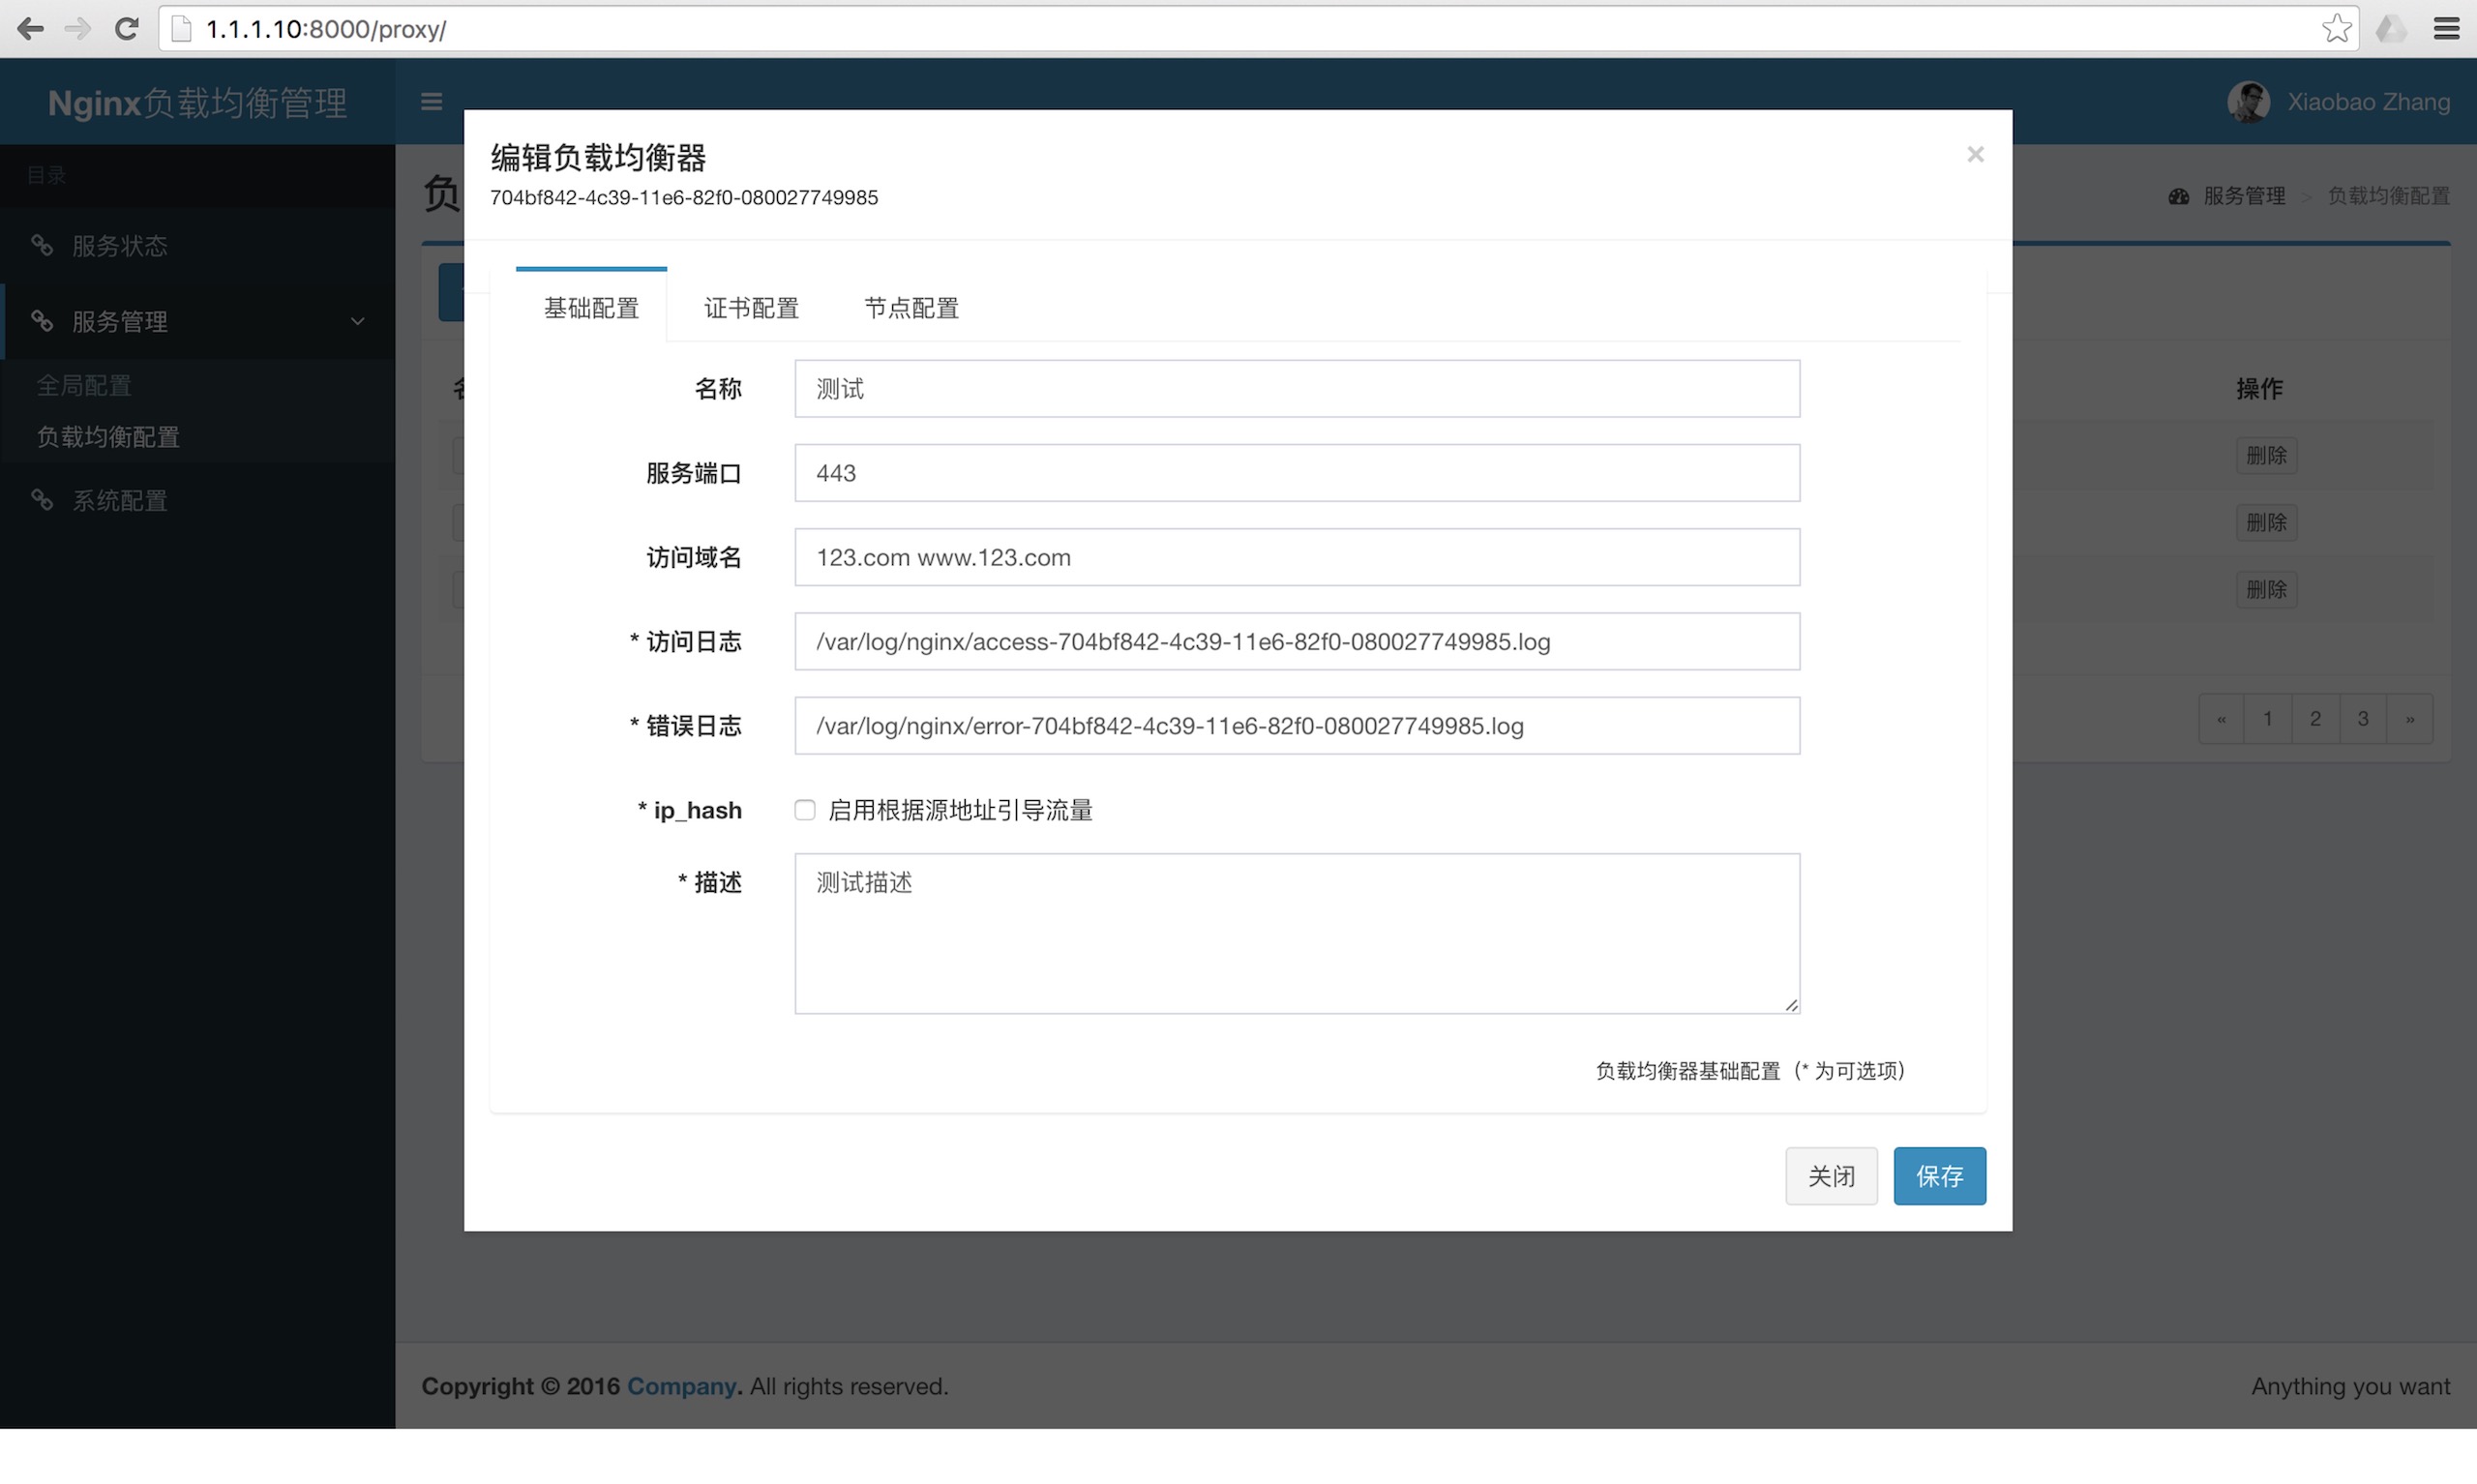 1.1.1.10:8000/proxy/
Nginx负载均衡管理
Xiaobao Zhang
目录
服务状态
服务管理
全局配置
负载均衡配置
系统配置
负
服务管理 > 负载均衡配置
编辑负载均衡器
×
704bf842-4c39-11e6-82f0-080027749985
基础配置
证书配置
节点配置
名称
测试
操作
服务端口
443
删除
访问域名
123.com www.123.com
删除
* 访问日志
/var/log/nginx/access-704bf842-4c39-11e6-82f0-080027749985.log
删除
* 错误日志
/var/log/nginx/error-704bf842-4c39-11e6-82f0-080027749985.log
« 1 2 3 »
* ip_hash
启用根据源地址引导流量
* 描述
测试描述
负载均衡器基础配置（* 为可选项）
关闭
保存
Copyright © 2016 Company. All rights reserved.
Anything you want